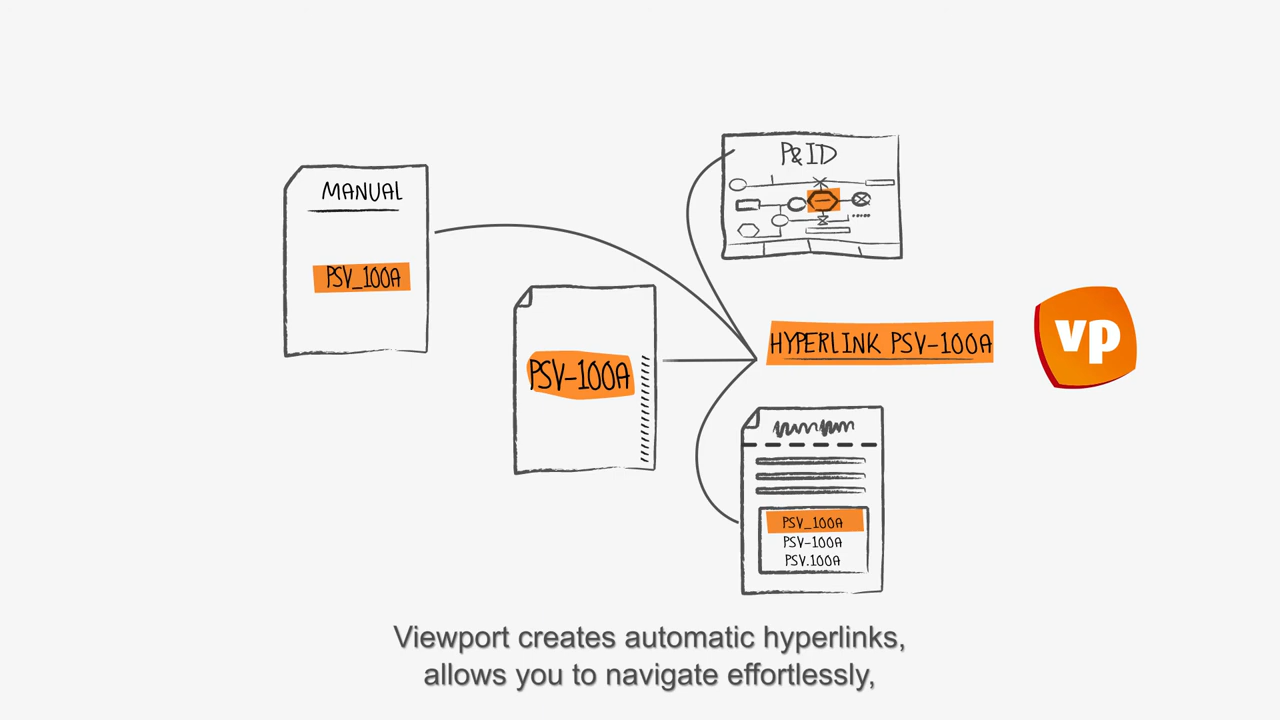 MANUAL
PSV_100A
PSV-100A
P&ID
HYPERLINK PSV-100A
vp
PSV_100A
PSV-100A
PSV.100A
Viewport creates automatic hyperlinks,
allows you to navigate effortlessly,